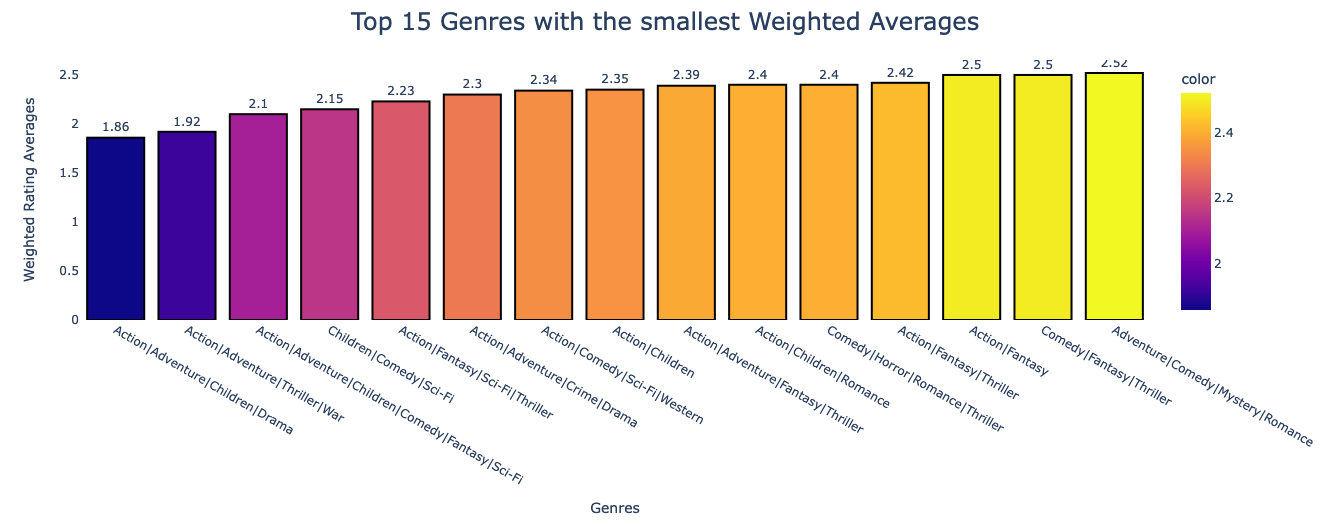 Top 15 Genres with the smallest Weighted Averages
Weighted Rating Averages
2.5
2
1.5
1
0.5
0
1.86
1.92
2.1
2.15
2.23
2.3
2.34
2.35
2.39
2.4
2.4
2.42
2.5
2.5
2.52
Action|Adventure|Children|Drama
Action|Adventure|Thriller|War
Action|Adventure|Children|Comedy|Fantasy|Sci-Fi
Children|Comedy|Sci-Fi
Action|Fantasy|Sci-Fi|Thriller
Action|Adventure|Crime|Drama
Action|Comedy|Sci-Fi|Western
Action|Children
Action|Adventure|Fantasy|Thriller
Action|Children|Romance
Comedy|Horror|Romance|Thriller
Action|Fantasy|Thriller
Action|Fantasy
Comedy|Fantasy|Thriller
Adventure|Comedy|Mystery|Romance
Genres
color
2.4
2.2
2